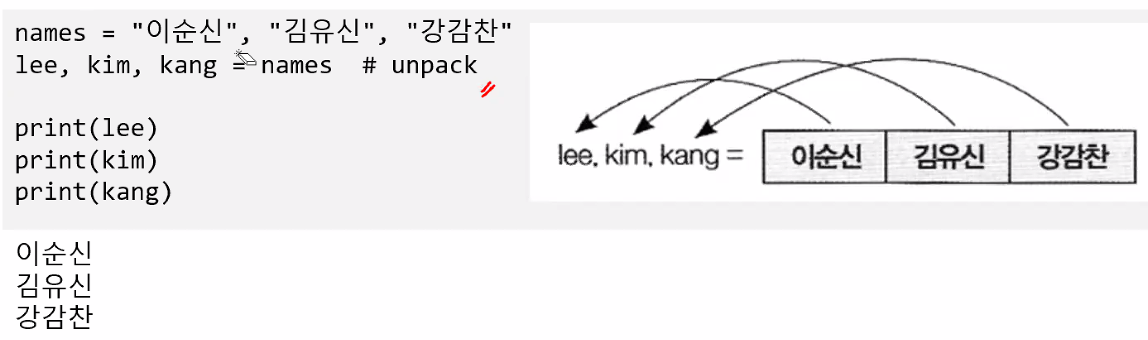 names = "이순신", "김유신", "강감찬"
lee, kim, kang = names  # unpack
print(lee)
print(kim)
print(kang)
lee, kim, kang = 이순신 김유신 강감찬
이순신
김유신
강감찬